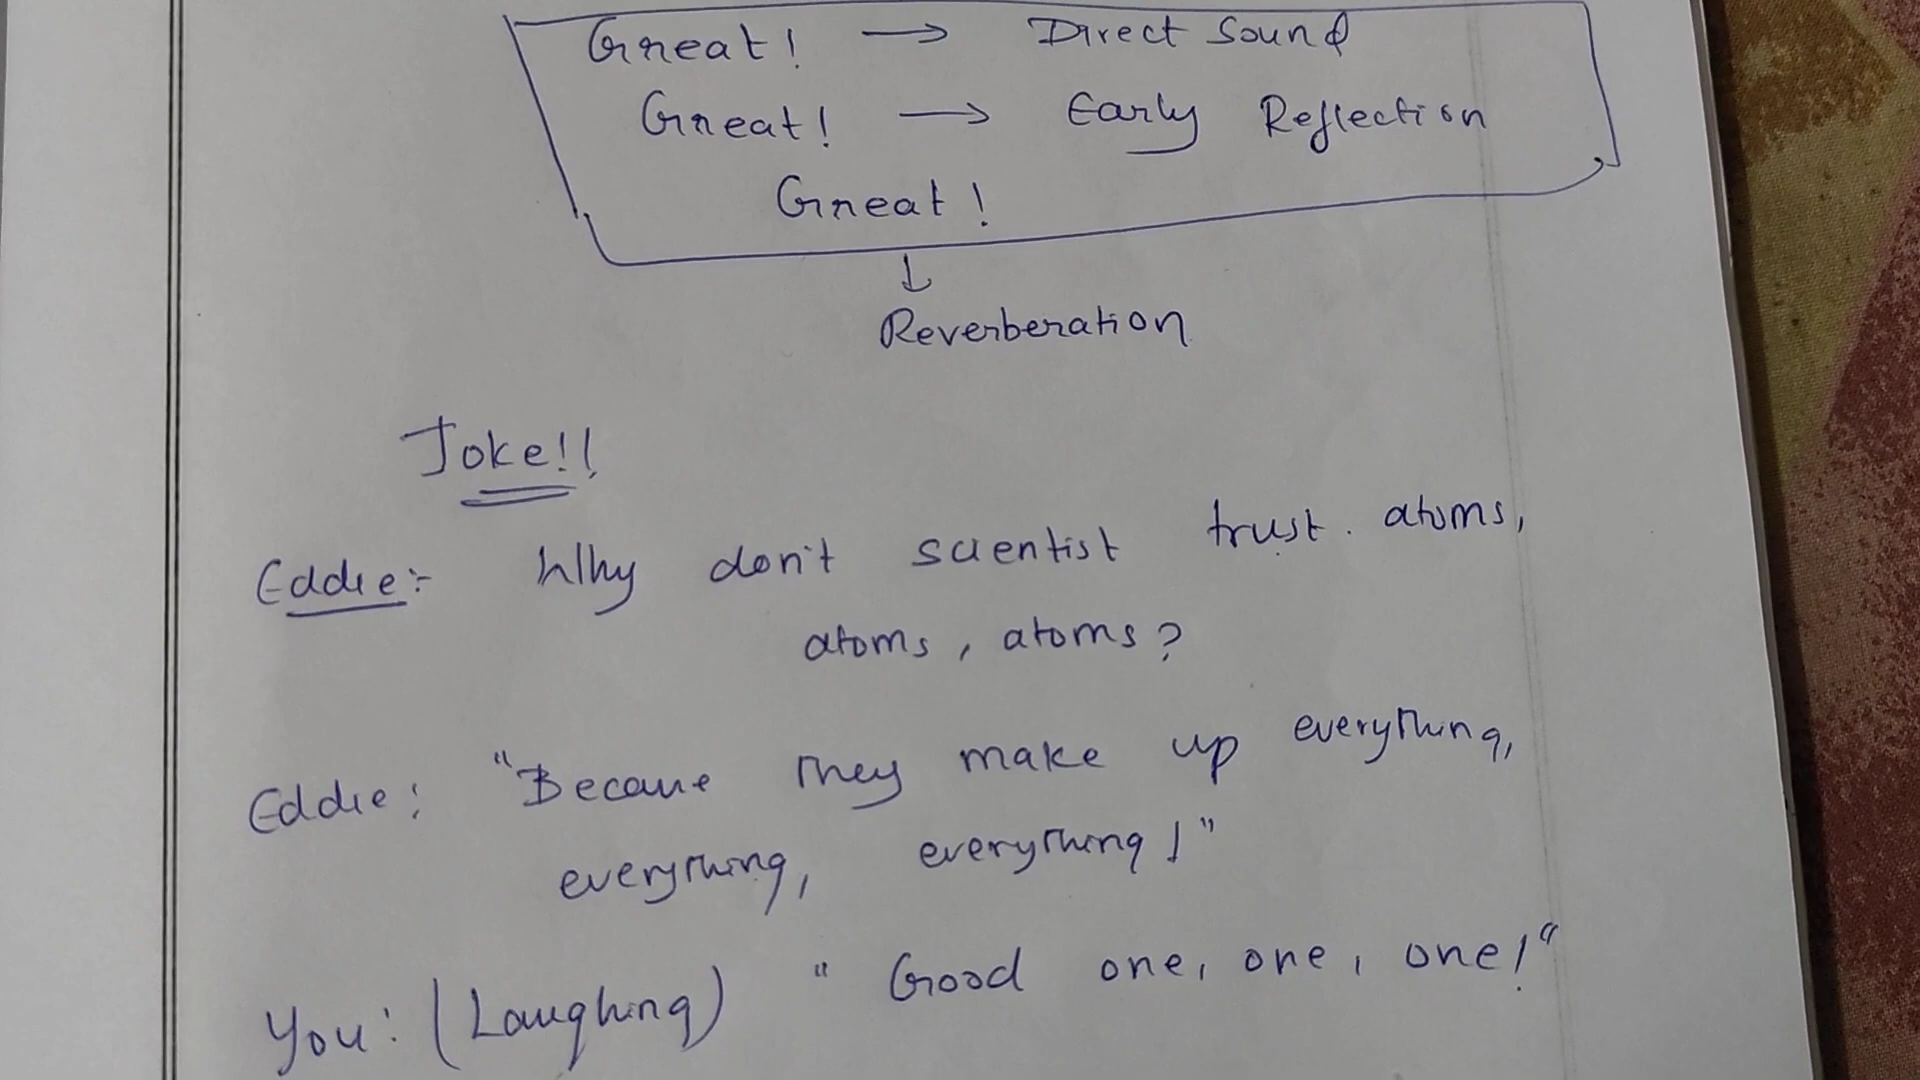 Great! → Direct Sound
Great! → Early Reflection
Great!
↓
Reverberation
Joke!!
Eddie:- Why don't scientist trust. atoms,
atoms, atoms?
Eddie: "Because they make up everything,
everything, everything!"
You: (Laughing) "Good one, one, one!"